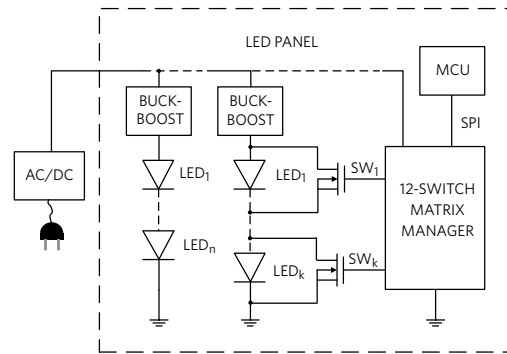 LED PANEL
MCU
BUCK-
BOOST
BUCK-
BOOST
SPI
AC/DC
LED1
LED1
SW1
12-SWITCH
MATRIX
MANAGER
LEDn
LEDk
SWk